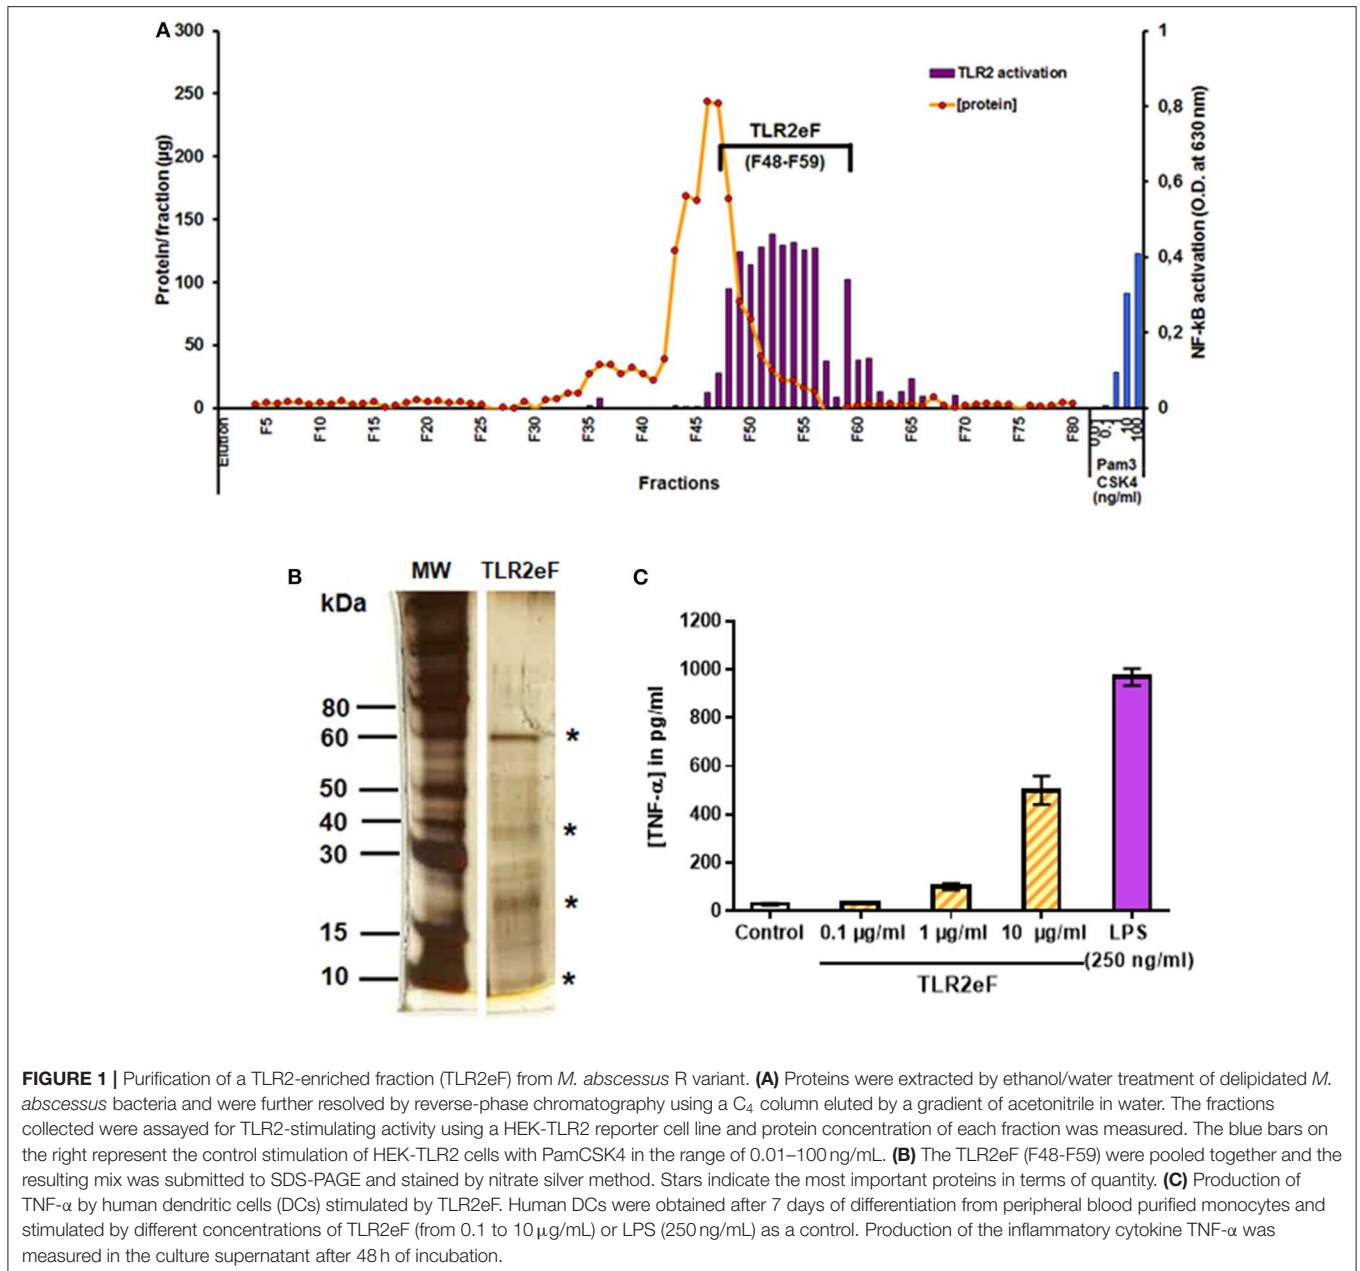 A
300
250
200
150
100
50
0
Protein/fraction (µg)
TLR2 activation
[protein]
TLR2eF
(F48-F59)
1
0,8
0,6
0,4
0,2
0
NF-kB activation (O.D. at 630 nm)
Elution
F5
F10
F15
F20
F25
F30
F35
F40
F45
F50
F55
F60
F65
F70
F75
F80
0.01
0.1
10
100
Fractions
Pam3
CSK4
(ng/ml)
B
MW
TLR2eF
kDa
80
60
50
40
30
15
10
*
*
*
*
C
[TNF-α] in pg/ml
1200
1000
800
600
400
200
0
Control 0.1 µg/ml 1 µg/ml 10 µg/ml LPS
(250 ng/ml)
TLR2eF
FIGURE 1 | Purification of a TLR2-enriched fraction (TLR2eF) from M. abscessus R variant. (A) Proteins were extracted by ethanol/water treatment of delipidated M.
abscessus bacteria and were further resolved by reverse-phase chromatography using a C4 column eluted by a gradient of acetonitrile in water. The fractions
collected were assayed for TLR2-stimulating activity using a HEK-TLR2 reporter cell line and protein concentration of each fraction was measured. The blue bars on
the right represent the control stimulation of HEK-TLR2 cells with PamCSK4 in the range of 0.01–100 ng/mL. (B) The TLR2eF (F48-F59) were pooled together and the
resulting mix was submitted to SDS-PAGE and stained by nitrate silver method. Stars indicate the most important proteins in terms of quantity. (C) Production of
TNF-α by human dendritic cells (DCs) stimulated by TLR2eF. Human DCs were obtained after 7 days of differentiation from peripheral blood purified monocytes and
stimulated by different concentrations of TLR2eF (from 0.1 to 10 µg/mL) or LPS (250 ng/mL) as a control. Production of the inflammatory cytokine TNF-α was
measured in the culture supernatant after 48 h of incubation.